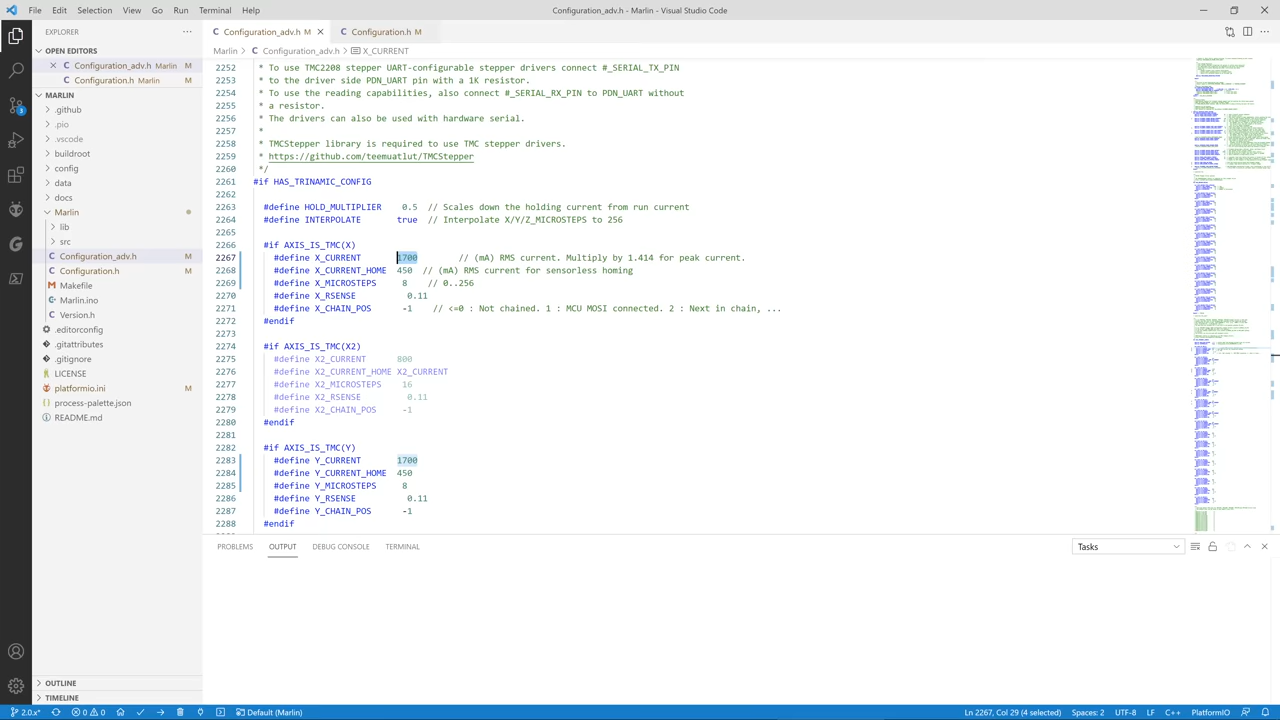 File Edit Selection View Go Run Terminal Help
Configuration_adv.h - Marlin - Visual Studio Code
EXPLORER
OPEN EDITORS
Configuration_adv.h Marlin M
Configuration.h Marlin M
MARLIN
.github
.pio
.vscode
buildroot
config
data
docs
Marlin
lib
src
Configuration_adv.h M
Configuration.h M
Makefile
Marlin.ino
Version.h
.editorconfig
.gitattributes
.gitignore
LICENSE
platformio.ini M
process-palette.json
README.md
OUTLINE
TIMELINE
Configuration_adv.h M
Configuration.h M
Marlin > Configuration_adv.h > X_CURRENT
2252 * To use TMC2208 stepper UART-configurable stepper drivers connect #_SERIAL_TX_PIN
2253 * to the driver side PDN_UART pin with a 1K resistor.
2254 * To use the reading capabilities, also connect #_SERIAL_RX_PIN to PDN_UART without
2255 * a resistor.
2256 * The drivers can also be used with hardware serial.
2257 *
2258 * TMCStepper library is required to use TMC stepper drivers.
2259 * https://github.com/teemuatlut/TMCStepper
2260 */
2261 #if HAS_TRINAMIC_CONFIG
2262
2263 #define HOLD_MULTIPLIER 0.5 // Scales down the holding current from run current
2264 #define INTERPOLATE true // Interpolate X/Y/Z_MICROSTEPS to 256
2265
2266 #if AXIS_IS_TMC(X)
2267 #define X_CURRENT 1700 // (mA) RMS current. Multiply by 1.414 for peak current.
2268 #define X_CURRENT_HOME 450 // (mA) RMS current for sensorless homing
2269 #define X_MICROSTEPS 8 // 0..256
2270 #define X_RSENSE 0.11
2271 #define X_CHAIN_POS -1 // <=0 : Not chained. 1 : MCU MOSI connected. 2 : Next in chain, ...
2272 #endif
2273
2274 #if AXIS_IS_TMC(X2)
2275 #define X2_CURRENT 800
2276 #define X2_CURRENT_HOME X2_CURRENT
2277 #define X2_MICROSTEPS 16
2278 #define X2_RSENSE 0.11
2279 #define X2_CHAIN_POS -1
2280 #endif
2281
2282 #if AXIS_IS_TMC(Y)
2283 #define Y_CURRENT 1700
2284 #define Y_CURRENT_HOME 450
2285 #define Y_MICROSTEPS 8
2286 #define Y_RSENSE 0.11
2287 #define Y_CHAIN_POS -1
2288 #endif
PROBLEMS OUTPUT DEBUG CONSOLE TERMINAL
Tasks
2.0.x* 0 0 Default (Marlin)
Ln 2267, Col 29 (4 selected) Spaces: 2 UTF-8 LF C++ PlatformIO